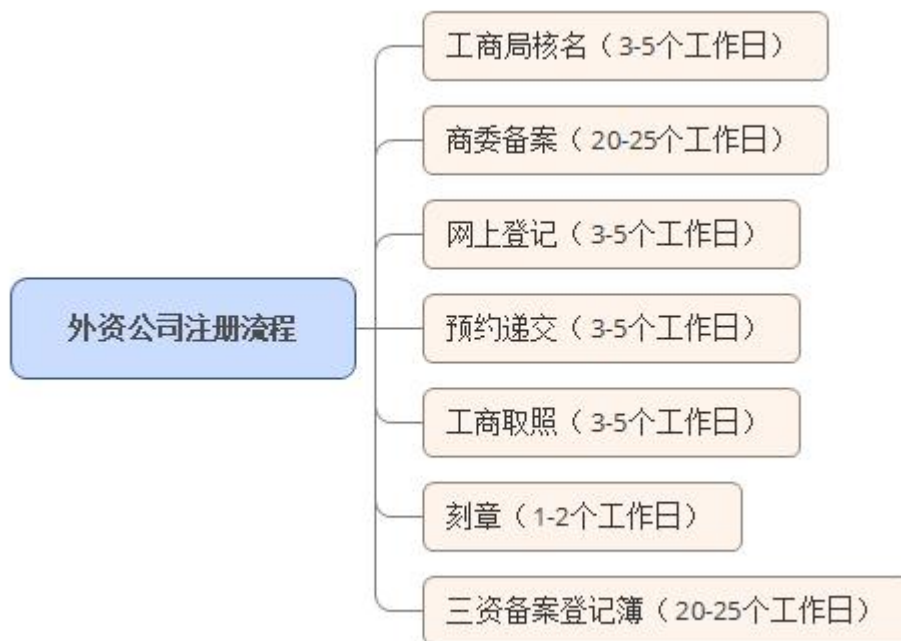 工商局核名（3-5个工作日）
商委备案（20-25个工作日）
网上登记（3-5个工作日）
外资公司注册流程
预约递交（3-5个工作日）
工商取照（3-5个工作日）
刻章（1-2个工作日）
三资备案登记簿（20-25个工作日）